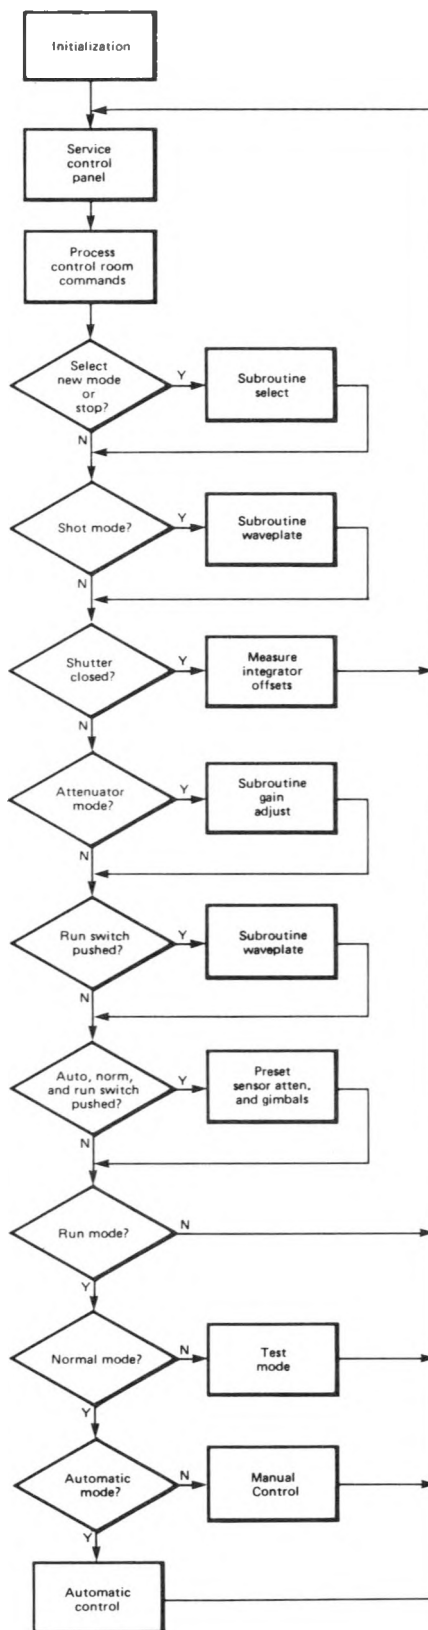 Initialization
Service
control
panel
Process
control room
commands
Select
new mode
or
stop?
Y
Subroutine
select
N
Shot mode?
Y
Subroutine
waveplate
N
Shutter
closed?
Y
Measure
integrator
offsets
N
Attenuator
mode?
Y
Subroutine
gain
adjust
N
Run switch
pushed?
Y
Subroutine
waveplate
N
Auto, norm,
and run switch
pushed?
Y
Preset
sensor atten,
and gimbals
N
Run mode?
N
Y
Normal mode?
N
Test
mode
Y
Automatic
mode?
N
Manual
Control
Y
Automatic
control